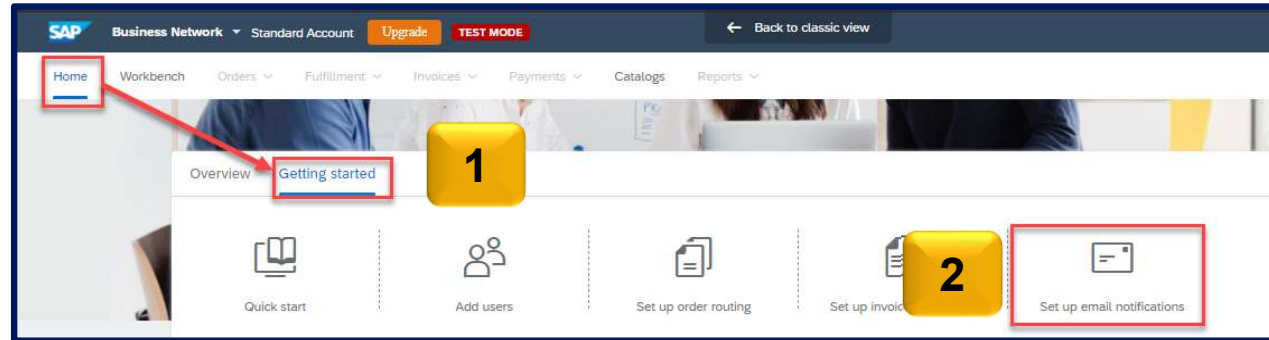 SAP Business Network Standard Account Upgrade TEST MODE ← Back to classic view
Home Workbench Orders Fulfillment Invoices Payments Catalogs Reports
Overview Getting started 1
2
Quick start Add users Set up order routing Set up invoi Set up email notifications